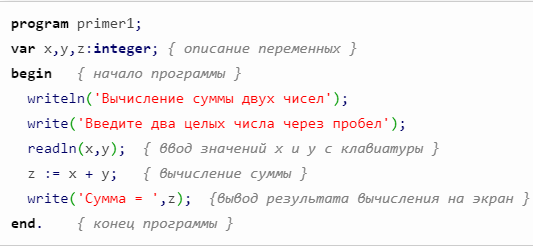 program primer1;
var x,y,z:integer; { описание переменных }
begin   { начало программы }
  writeln('Вычисление суммы двух чисел');
  write('Введите два целых числа через пробел');
  readln(x,y);  { ввод значений x и y с клавиатуры }
  z := x + y;   { вычисление суммы }
  write('Сумма = ',z);  {вывод результата вычисления на экран }
end.    { конец программы }